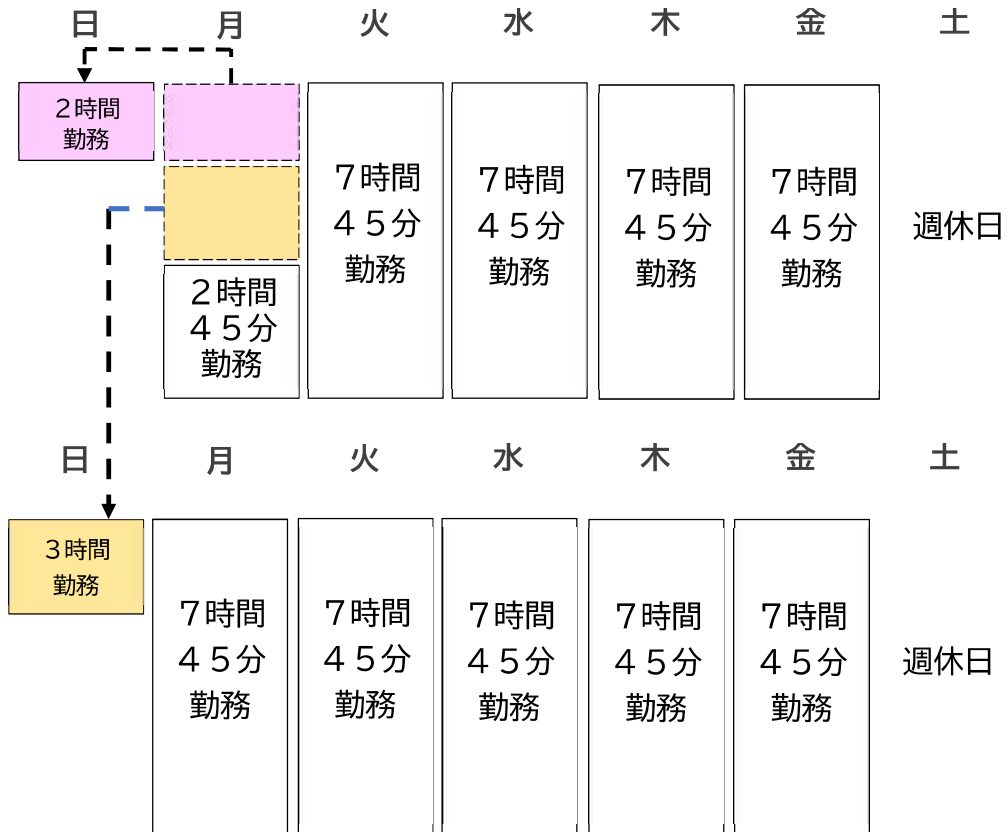 日 月 火 水 木 金 土
２時間
勤務
２時間
４５分
勤務
７時間
４５分
勤務
７時間
４５分
勤務
７時間
４５分
勤務
７時間
４５分
勤務
週休日
日 月 火 水 木 金 土
３時間
勤務
７時間
４５分
勤務
７時間
４５分
勤務
７時間
４５分
勤務
７時間
４５分
勤務
７時間
４５分
勤務
週休日